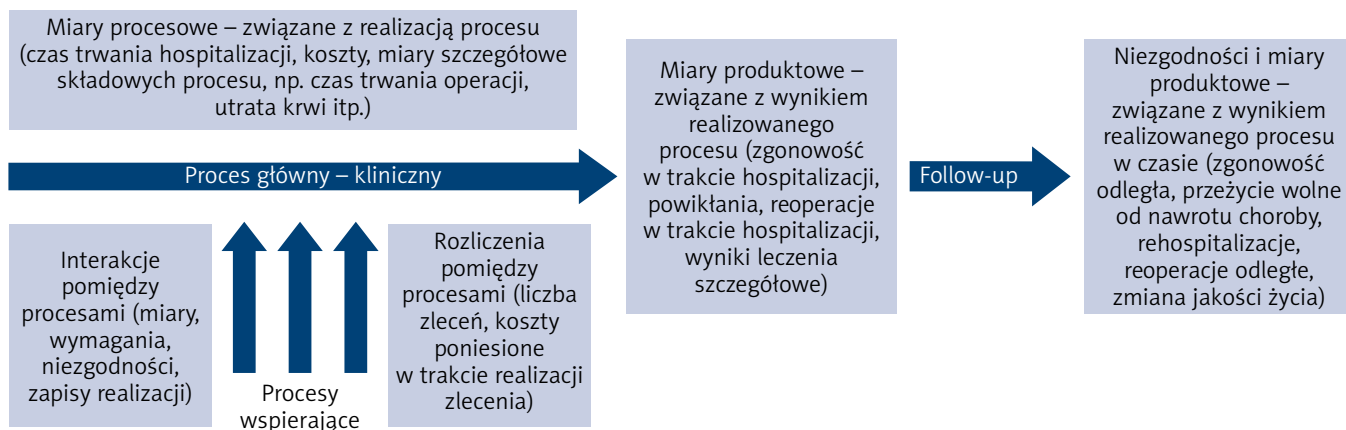 Miary procesowe – związane z realizacją procesu
(czas trwania hospitalizacji, koszty, miary szczegółowe
składowych procesu, np. czas trwania operacji,
utrata krwi itp.)
Proces główny – kliniczny
Interakcje
pomiędzy
procesami (miary,
wymagania,
niezgodności,
zapisy realizacji)
Procesy
wspierające
Rozliczenia
pomiędzy
procesami (liczba
zleceń, koszty
poniesione
w trakcie realizacji
zlecenia)
Miary produktowe –
związane z wynikiem
realizowanego
procesu (zgonowość
w trakcie hospitalizacji,
powikłania, reoperacje
w trakcie hospitalizacji,
wyniki leczenia
szczegółowe)
Follow-up
Niezgodności i miary
produktowe –
związane z wynikiem
realizowanego procesu
w czasie (zgonowość
odległa, przeżycie wolne
od nawrotu choroby,
rehospitalizacje,
reoperacje odległe,
zmiana jakości życia)